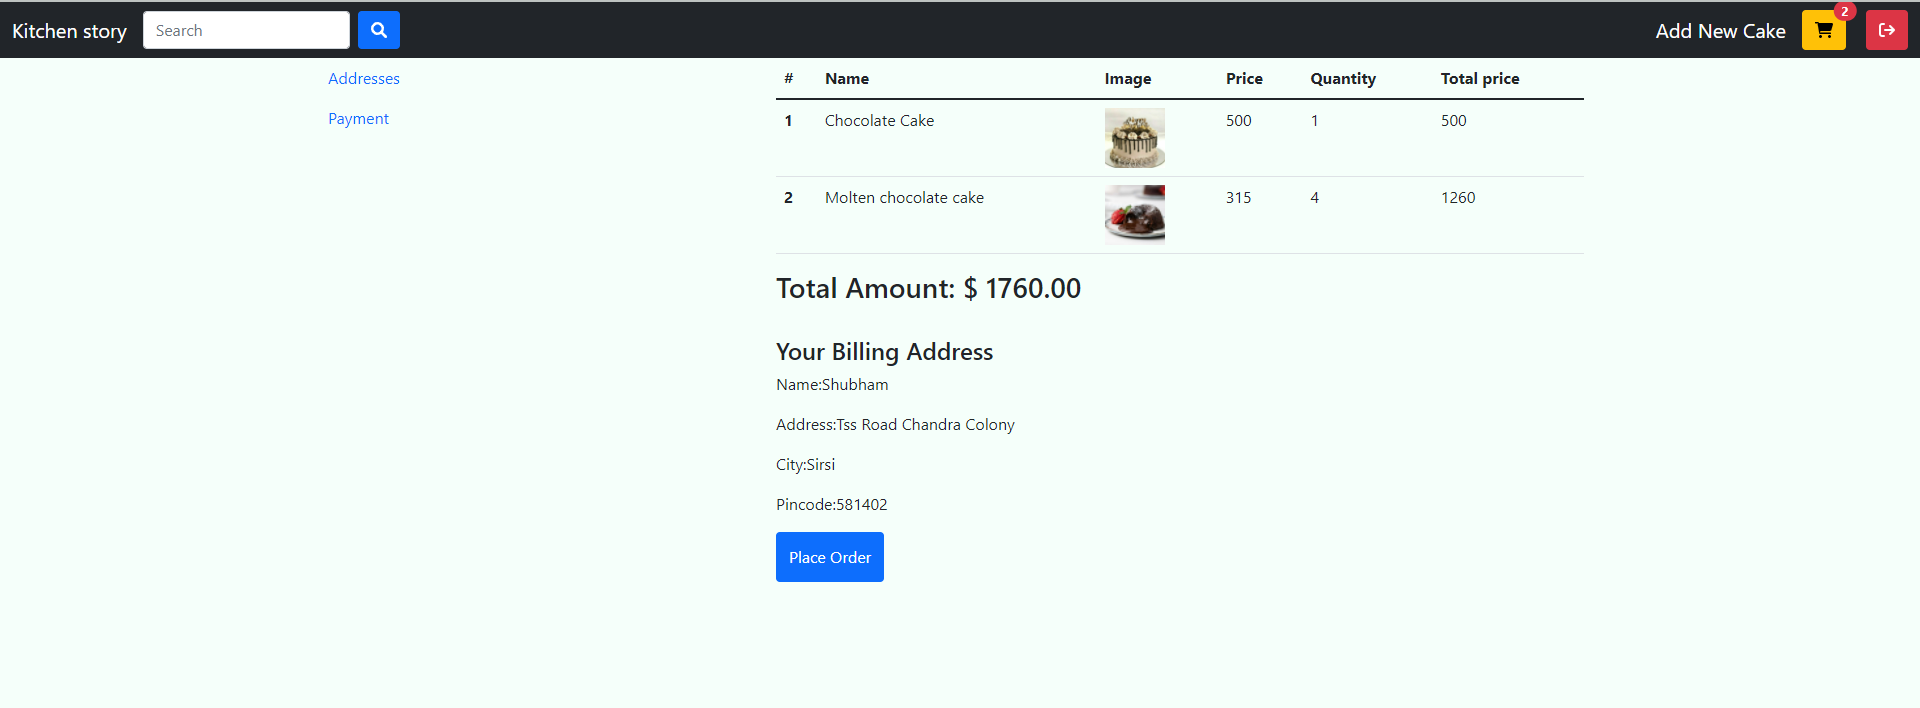 Kitchen story Search Add New Cake 2
Addresses
Payment
# Name Image Price Quantity Total price
1 Chocolate Cake 500 1 500
2 Molten chocolate cake 315 4 1260
Total Amount: $ 1760.00
Your Billing Address
Name:Shubham
Address:Tss Road Chandra Colony
City:Sirsi
Pincode:581402
Place Order